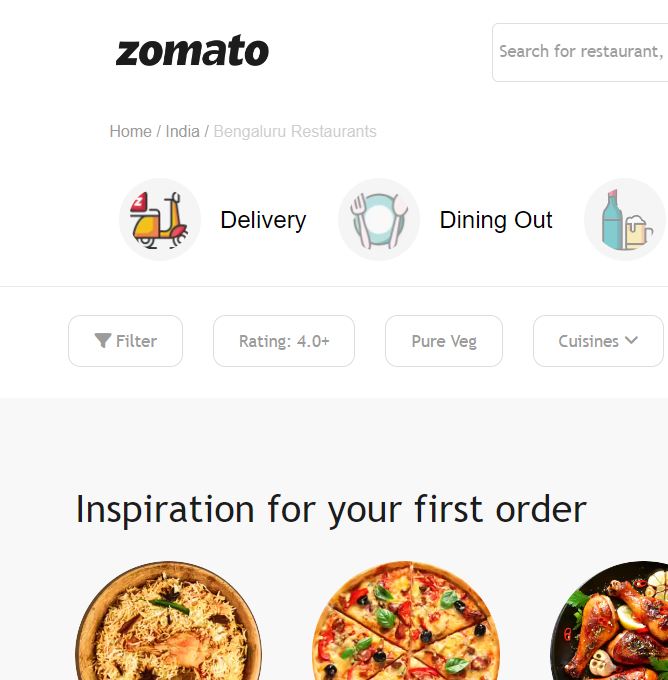 zomato
Search for restaurant,
Home / India / Bengaluru Restaurants
Delivery
Dining Out
Filter
Rating: 4.0+
Pure Veg
Cuisines
Inspiration for your first order